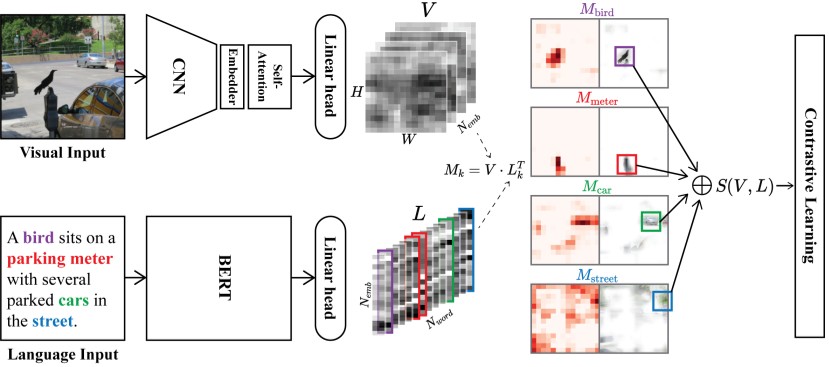 CNN
Embedder
Self-
Attention
Linear head
V
H
W
N_emb
Visual Input
A bird sits on a
parking meter
with several
parked cars in
the street.
Language Input
BERT
Linear head
L
N_emb
N_word
M_k = V · L_k^T
M_bird
M_meter
M_car
M_street
S(V, L)
Contrastive Learning